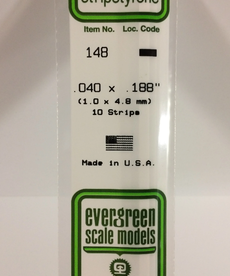 Item No. Loc. Code
148
.040 x .188"
(1.0 x 4.8 mm)
10 Strips
Made in U.S.A.
evergreen
scale models